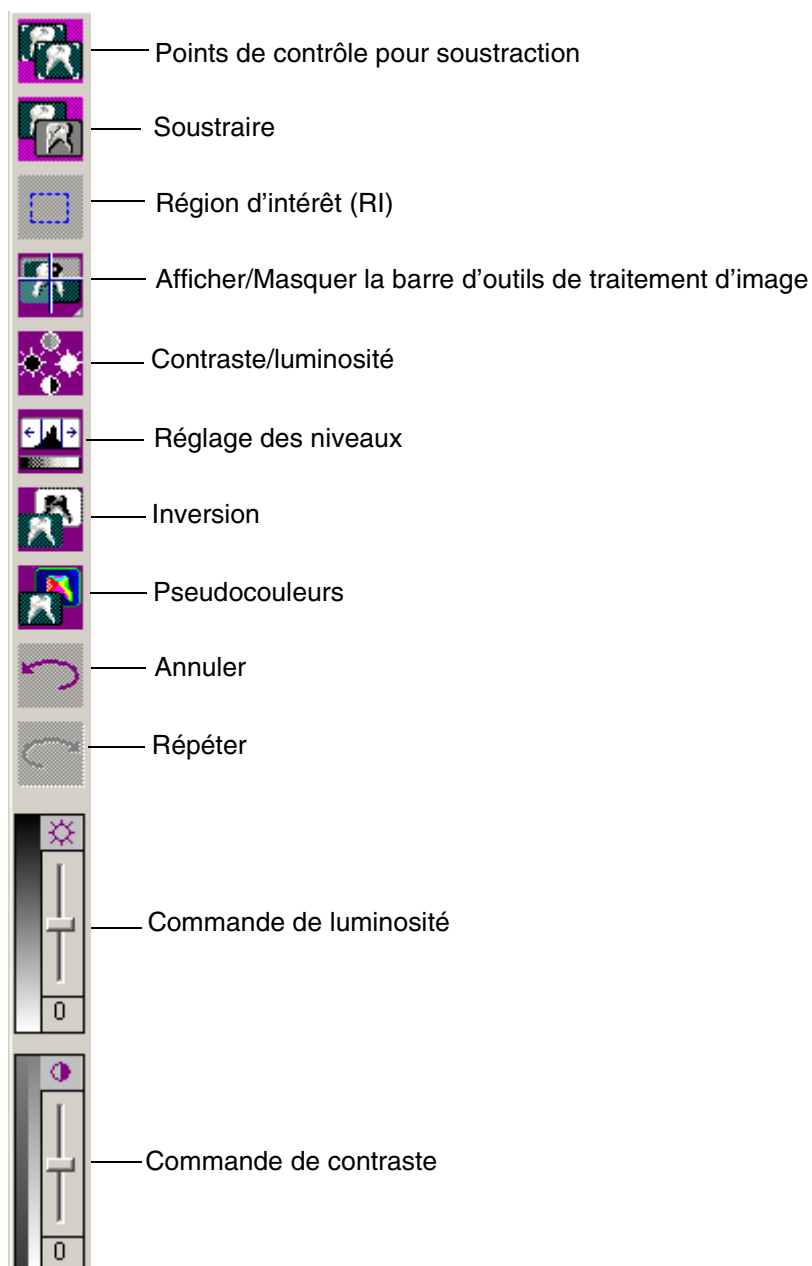 Points de contrôle pour soustraction
Soustraire
Région d'intérêt (RI)
Afficher/Masquer la barre d'outils de traitement d'image
Contraste/luminosité
Réglage des niveaux
Inversion
Pseudocouleurs
Annuler
Répéter
Commande de luminosité
0
Commande de contraste
0